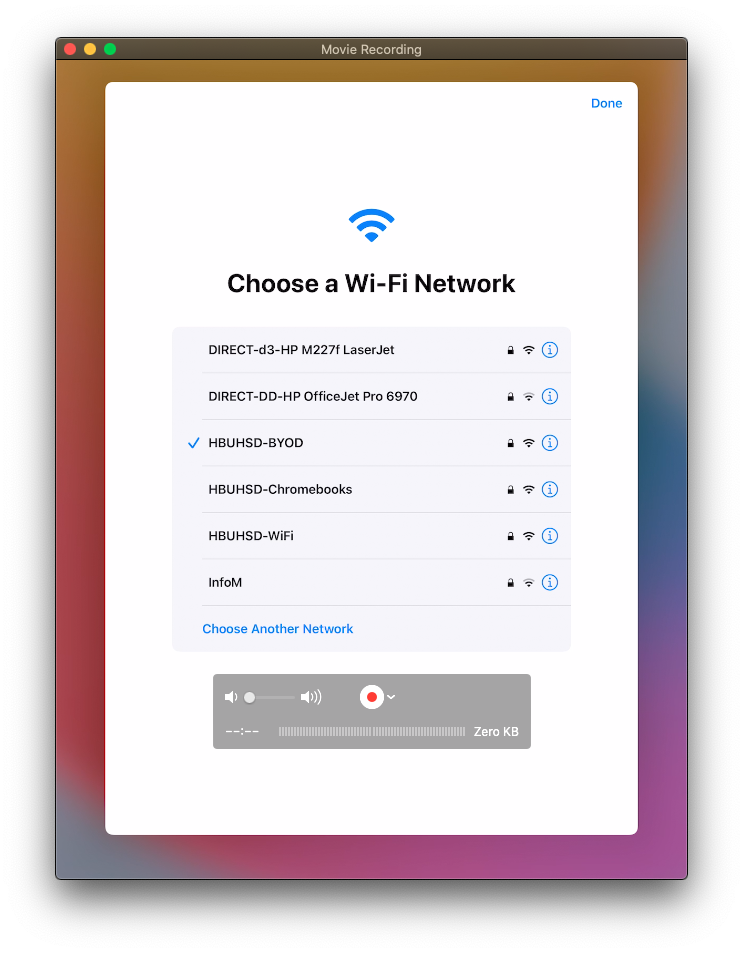 Movie Recording
Done
Choose a Wi-Fi Network
DIRECT-d3-HP M227f LaserJet
DIRECT-DD-HP OfficeJet Pro 6970
HBUHSD-BYOD
HBUHSD-Chromebooks
HBUHSD-WiFi
InfoM
Choose Another Network
--:-- Zero KB